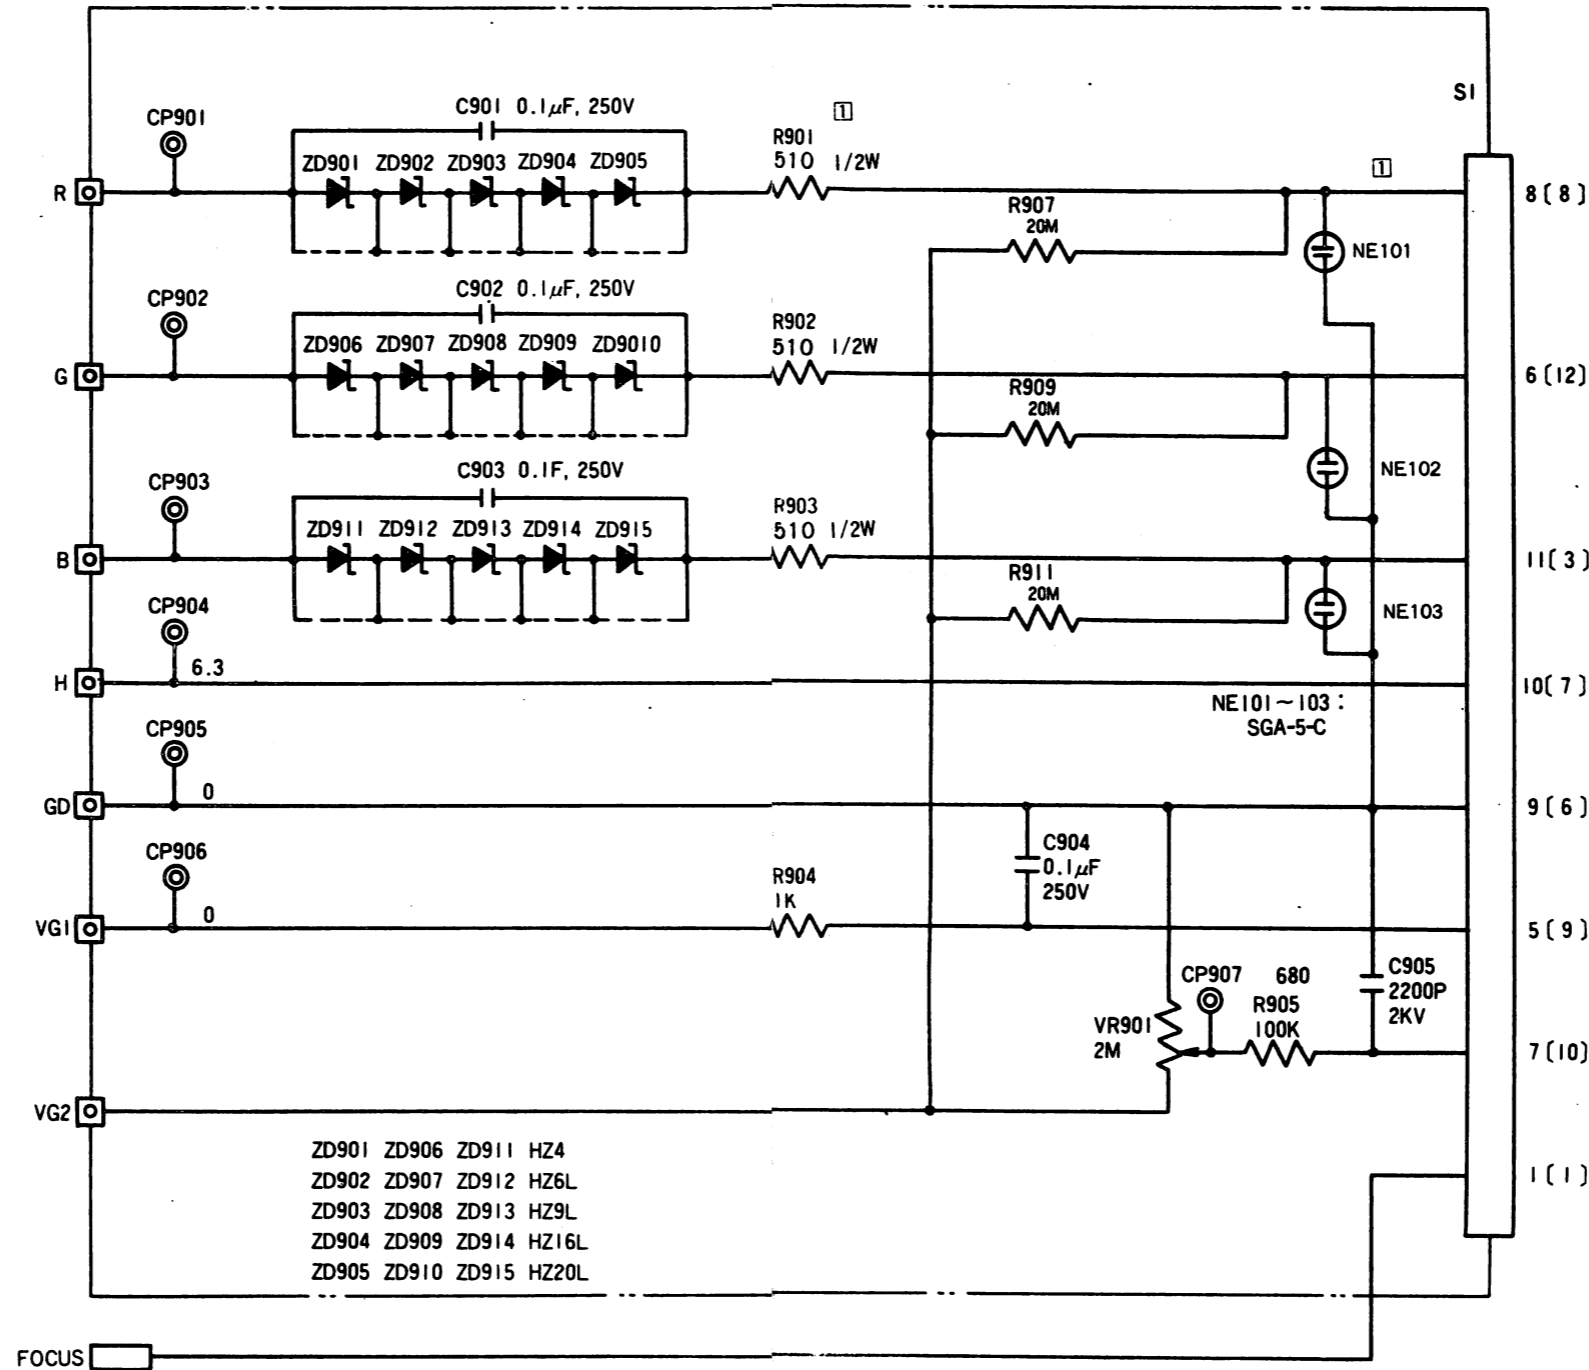 S1
CP901
C901 0.1μF, 250V
1
R901
510 1/2W
ZD901 ZD902 ZD903 ZD904 ZD905
1
R
8 [ 8 ]
R907
20M
NE101
CP902
C902 0.1μF, 250V
R902
510 1/2W
ZD906 ZD907 ZD908 ZD909 ZD9010
G
6 [12]
R909
20M
NE102
CP903
C903 0.1F, 250V
R903
510 1/2W
ZD911 ZD912 ZD913 ZD914 ZD915
B
11[ 3 ]
R911
20M
NE103
CP904
6.3
H
10[ 7 ]
NE101~103 :
SGA-5-C
CP905
0
GD
9 [ 6 ]
C904
0.1μF
250V
CP906
0
R904
1K
VG1
5 [ 9 ]
CP907
680
R905
100K
C905
2200P
2KV
VR901
2M
7 [10]
VG2
ZD901 ZD906 ZD911 HZ4
ZD902 ZD907 ZD912 HZ6L
ZD903 ZD908 ZD913 HZ9L
ZD904 ZD909 ZD914 HZ16L
ZD905 ZD910 ZD915 HZ20L
1 [ 1 ]
FOCUS